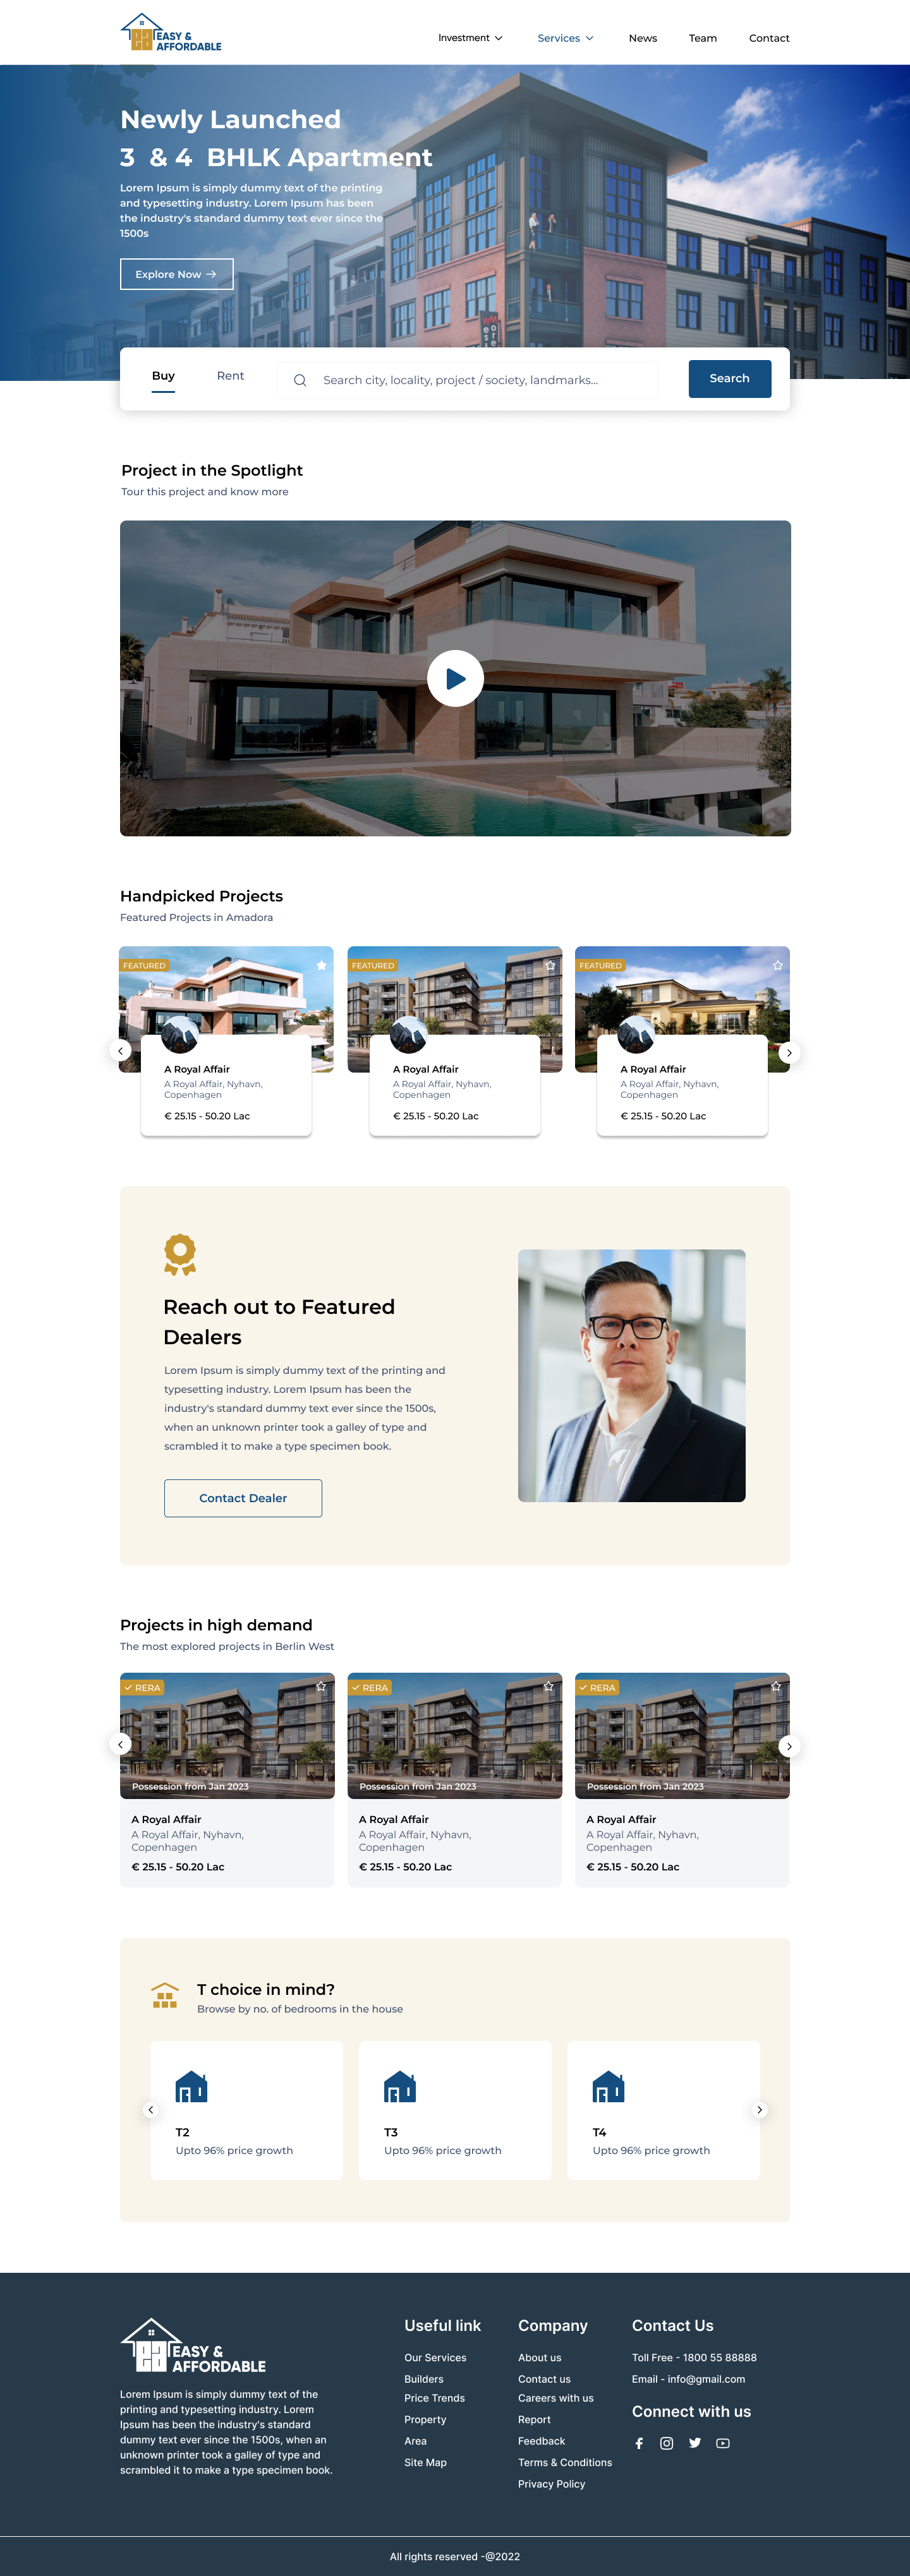 EASY &
AFFORDABLE
Investment
Services
News
Team
Contact
Newly Launched
3 & 4 BHLK Apartment
Lorem Ipsum is simply dummy text of the printing
and typesetting industry. Lorem Ipsum has been
the industry's standard dummy text ever since the
1500s
Explore Now
Buy
Rent
Search city, locality, project / society, landmarks...
Search
Project in the Spotlight
Tour this project and know more
Handpicked Projects
Featured Projects in Amadora
FEATURED
A Royal Affair
A Royal Affair, Nyhavn,
Copenhagen
€ 25.15 - 50.20 Lac
FEATURED
A Royal Affair
A Royal Affair, Nyhavn,
Copenhagen
€ 25.15 - 50.20 Lac
FEATURED
A Royal Affair
A Royal Affair, Nyhavn,
Copenhagen
€ 25.15 - 50.20 Lac
Reach out to Featured
Dealers
Lorem Ipsum is simply dummy text of the printing and
typesetting industry. Lorem Ipsum has been the
industry's standard dummy text ever since the 1500s,
when an unknown printer took a galley of type and
scrambled it to make a type specimen book.
Contact Dealer
Projects in high demand
The most explored projects in Berlin West
RERA
Possession from Jan 2023
A Royal Affair
A Royal Affair, Nyhavn,
Copenhagen
€ 25.15 - 50.20 Lac
RERA
Possession from Jan 2023
A Royal Affair
A Royal Affair, Nyhavn,
Copenhagen
€ 25.15 - 50.20 Lac
RERA
Possession from Jan 2023
A Royal Affair
A Royal Affair, Nyhavn,
Copenhagen
€ 25.15 - 50.20 Lac
T choice in mind?
Browse by no. of bedrooms in the house
T2
Upto 96% price growth
T3
Upto 96% price growth
T4
Upto 96% price growth
EASY &
AFFORDABLE
Lorem Ipsum is simply dummy text of the
printing and typesetting industry. Lorem
Ipsum has been the industry's standard
dummy text ever since the 1500s, when an
unknown printer took a galley of type and
scrambled it to make a type specimen book.
Useful link
Our Services
Builders
Price Trends
Property
Area
Site Map
Company
About us
Contact us
Careers with us
Report
Feedback
Terms & Conditions
Privacy Policy
Contact Us
Toll Free - 1800 55 88888
Email - info@gmail.com
Connect with us
All rights reserved -@2022